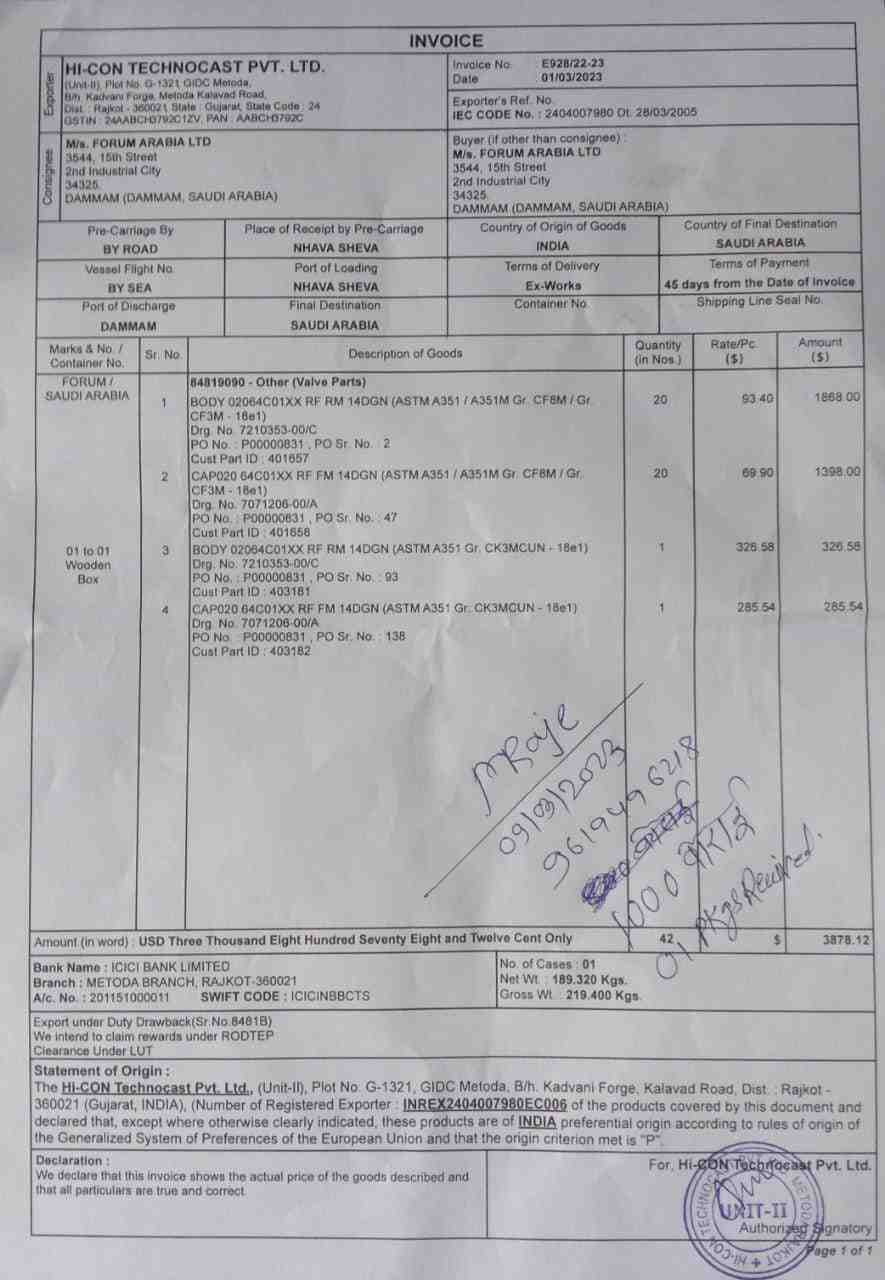 INVOICE
Exporter
HI-CON TECHNOCAST PVT. LTD.
(Unit-II), Plot No. G-1321, GIDC Metoda,
B/h. Kadvani Forge, Metoda Kalavad Road,
Dist. : Rajkot - 360021, State : Gujarat, State Code : 24
GSTIN : 24AABCH3792C1ZV, PAN : AABCH3792C
Invoice No. : E928/22-23
Date : 01/03/2023
Exporter's Ref. No.
IEC CODE No. : 2404007980 Dt. 28/03/2005
Consignee
M/s. FORUM ARABIA LTD
3544, 15th Street
2nd Industrial City
34325,
DAMMAM (DAMMAM, SAUDI ARABIA)
Buyer (if other than consignee) :
M/s. FORUM ARABIA LTD
3544, 15th Street
2nd Industrial City
34325,
DAMMAM (DAMMAM, SAUDI ARABIA)
Pre-Carriage By
BY ROAD
Place of Receipt by Pre-Carriage
NHAVA SHEVA
Country of Origin of Goods
INDIA
Country of Final Destination
SAUDI ARABIA
Vessel Flight No.
BY SEA
Port of Loading
NHAVA SHEVA
Terms of Delivery
Ex-Works
Terms of Payment
45 days from the Date of Invoice
Port of Discharge
DAMMAM
Final Destination
SAUDI ARABIA
Container No.
Shipping Line Seal No.
Marks & No. /
Container No.
Sr. No.
Description of Goods
Quantity
(in Nos.)
Rate/Pc.
($)
Amount
($)
FORUM /
SAUDI ARABIA
84819090 - Other (Valve Parts)
1 BODY 02064C01XX RF RM 14DGN (ASTM A351 / A351M Gr. CF8M / Gr. 20 93.40 1868.00
CF3M - 18e1)
Drg. No. 7210353-00/C
PO No. : P00000831 , PO Sr. No. : 2
Cust Part ID : 401657
2 CAP020 64C01XX RF FM 14DGN (ASTM A351 / A351M Gr. CF8M / Gr. 20 69.90 1398.00
CF3M - 18e1)
Drg. No. 7071206-00/A
PO No. : P00000831 , PO Sr. No. : 47
Cust Part ID : 401658
01 to 01
Wooden
Box
3 BODY 02064C01XX RF RM 14DGN (ASTM A351 Gr. CK3MCUN - 18e1) 1 326.58 326.58
Drg. No. 7210353-00/C
PO No. : P00000831 , PO Sr. No. : 93
Cust Part ID : 403181
4 CAP020 64C01XX RF FM 14DGN (ASTM A351 Gr. CK3MCUN - 18e1) 1 285.54 285.54
Drg. No. 7071206-00/A
PO No. : P00000831 , PO Sr. No. : 138
Cust Part ID : 403182
09/03/2023
9619496218
1000
01 PKgs Received.
Amount (in word) : USD Three Thousand Eight Hundred Seventy Eight and Twelve Cent Only 42 $ 3878.12
Bank Name : ICICI BANK LIMITED
Branch : METODA BRANCH, RAJKOT-360021
A/c. No. : 201151000011 SWIFT CODE : ICICINBBCTS
No. of Cases : 01
Net Wt. : 189.320 Kgs.
Gross Wt. : 219.400 Kgs.
Export under Duty Drawback(Sr.No.8481B)
We intend to claim rewards under RODTEP
Clearance Under LUT
Statement of Origin :
The Hi-CON Technocast Pvt. Ltd., (Unit-II), Plot No. G-1321, GIDC Metoda, B/h. Kadvani Forge, Kalavad Road, Dist. : Rajkot -
360021 (Gujarat, INDIA), (Number of Registered Exporter : INREX2404007980EC006 of the products covered by this document and
declared that, except where otherwise clearly indicated, these products are of INDIA preferential origin according to rules of origin of
the Generalized System of Preferences of the European Union and that the origin criterion met is "P".
Declaration :
We declare that this invoice shows the actual price of the goods described and
that all particulars are true and correct.
For, Hi-CON Technocast Pvt. Ltd.
UNIT-II
Authorized Signatory
Page 1 of 1